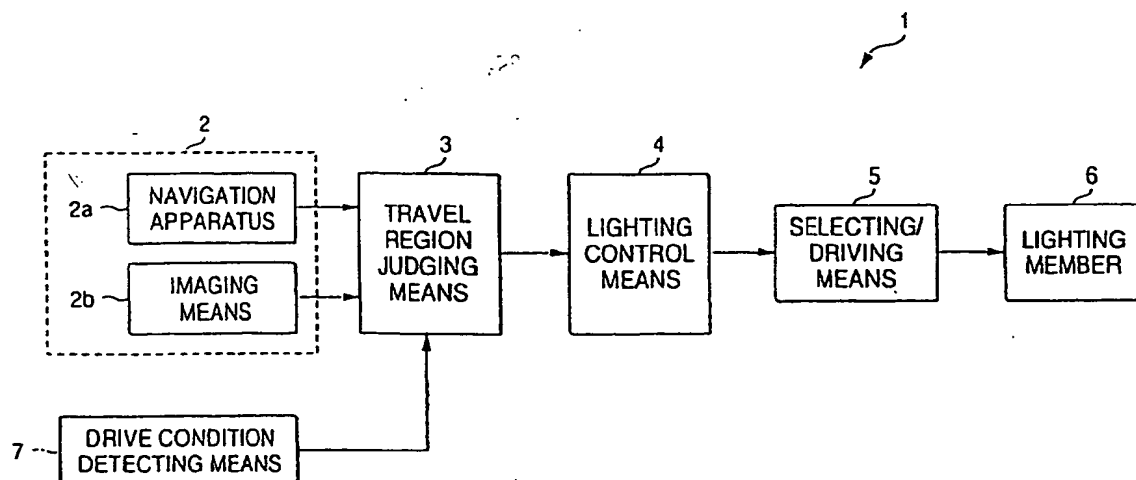 1
2
2a
NAVIGATION
APPARATUS
2b
IMAGING
MEANS
3
TRAVEL
REGION
JUDGING
MEANS
4
LIGHTING
CONTROL
MEANS
5
SELECTING/
DRIVING
MEANS
6
LIGHTING
MEMBER
7
DRIVE CONDITION
DETECTING MEANS